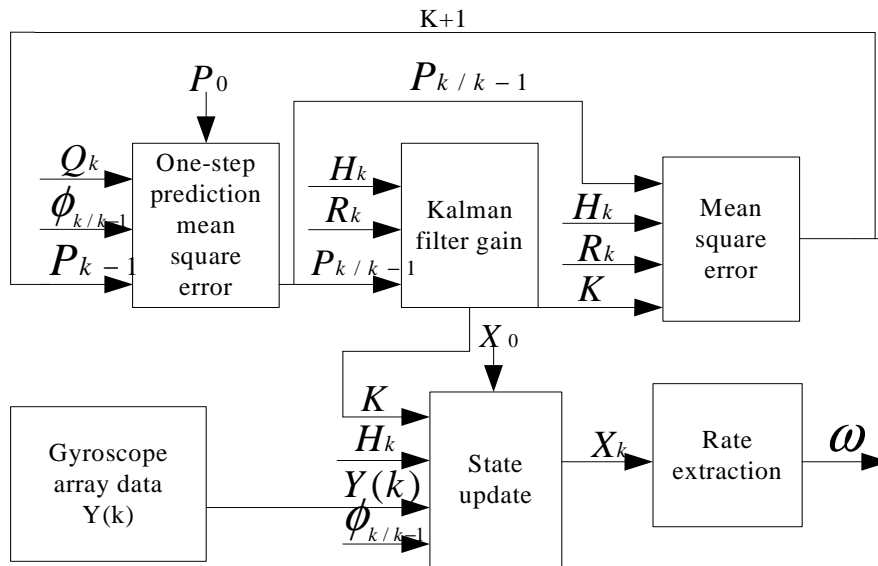 K+1
P0
Pk / k − 1
Qk
ϕk / k−1
Pk − 1
One-step
prediction
mean
square
error
Hk
Rk
Pk / k − 1
Kalman
filter gain
Hk
Rk
K
Mean
square
error
X0
K
Hk
Y(k)
ϕk / k−1
Gyroscope
array data
Y(k)
State
update
Xk
Rate
extraction
ω